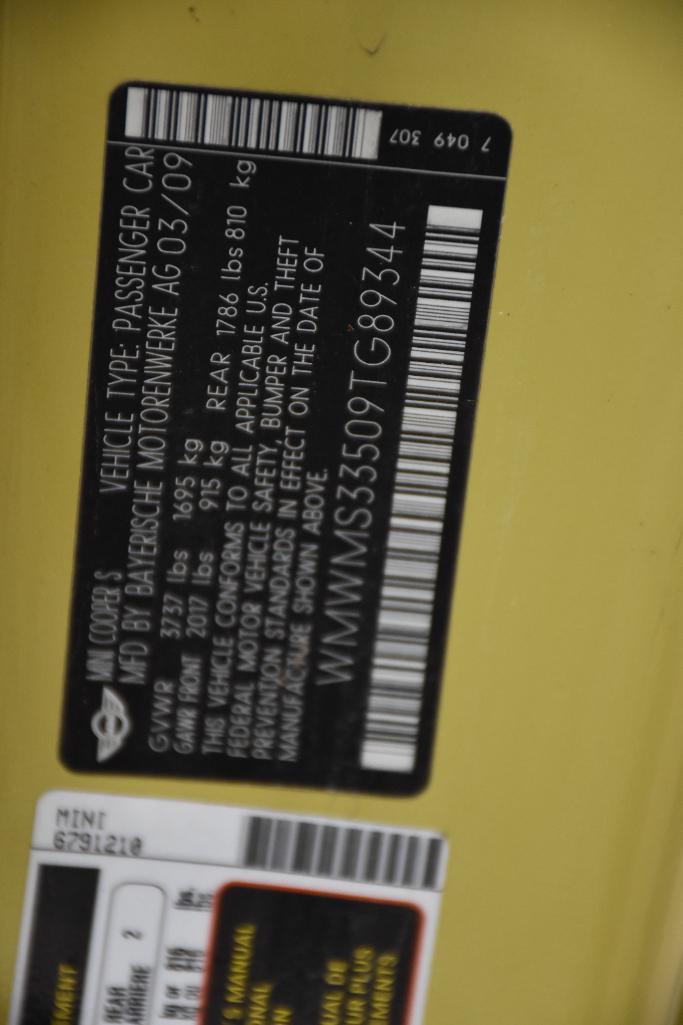 MINI COOPER S VEHICLE TYPE: PASSENGER CAR
MFD BY BAYERISCHE MOTORENWERKE AG 03/09
GVWR 3737 lbs 1695 kg
GAWR FRONT 2017 lbs 915 kg REAR 1786 lbs 810 kg
THIS VEHICLE CONFORMS TO ALL APPLICABLE U.S.
FEDERAL MOTOR VEHICLE SAFETY, BUMPER AND THEFT
PREVENTION STANDARDS IN EFFECT ON THE DATE OF
MANUFACTURE SHOWN ABOVE.
WMWMS33509TG89344
7 049 307
MINI
6791210
REAR 2
ARRIÈRE
'S MANUAL